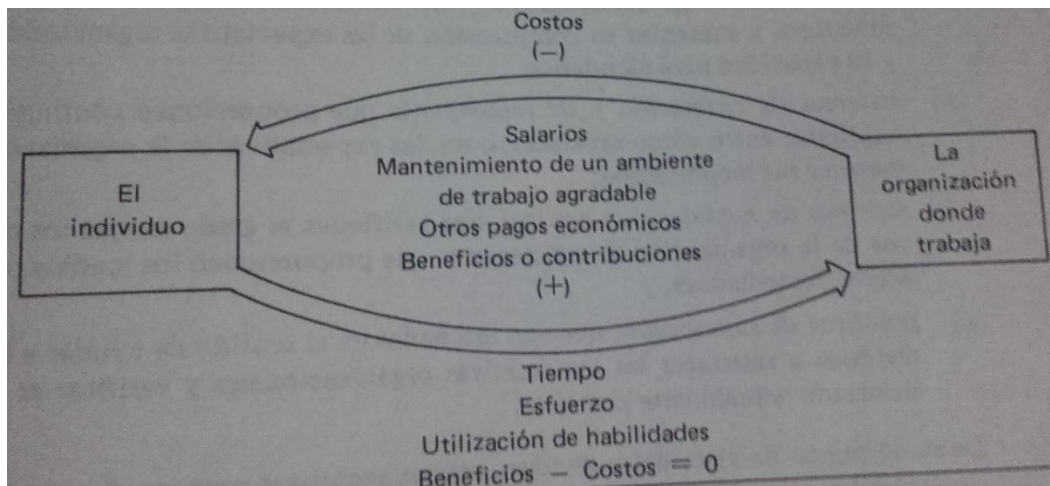 Costos
(—)
Salarios
Mantenimiento de un ambiente
de trabajo agradable
Otros pagos económicos
Beneficios o contribuciones
(+)
El
individuo
La
organización
donde
trabaja
Tiempo
Esfuerzo
Utilización de habilidades
Beneficios — Costos = 0